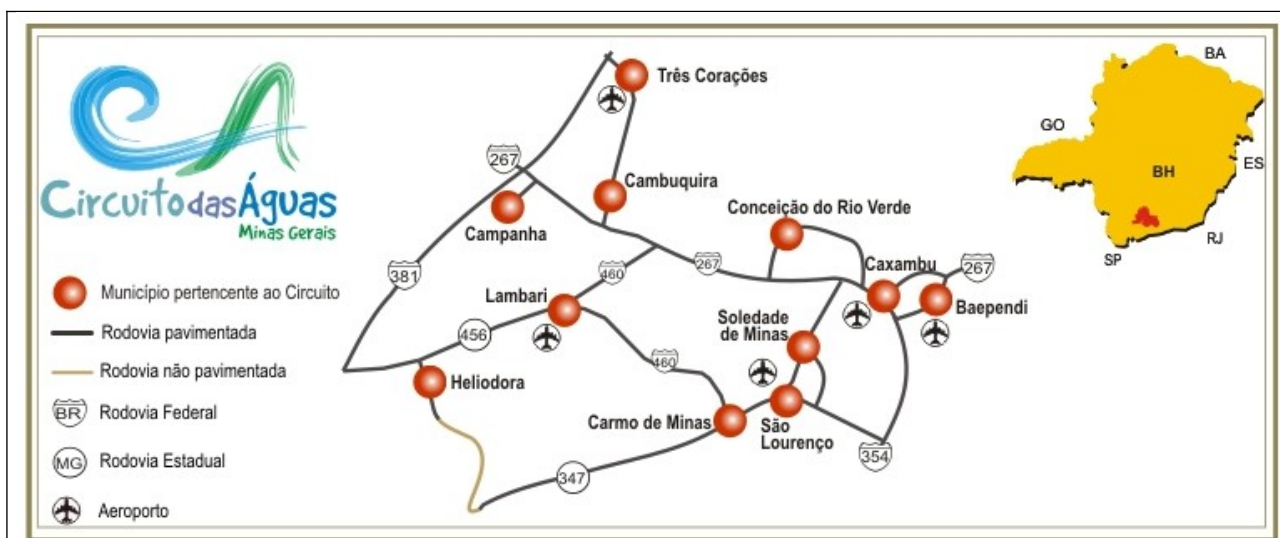 Circuito das Águas
Minas Gerais
Município pertencente ao Circuito
Rodovia pavimentada
Rodovia não pavimentada
BR Rodovia Federal
MG Rodovia Estadual
Aeroporto
Três Corações
267
Cambuquira
Campanha
Conceição do Rio Verde
381
460
267
Caxambu
267
Lambari
Baependi
Soledade
de Minas
456
460
Heliodora
Carmo de Minas
São
Lourenço
354
347
BA
GO
ES
BH
RJ
SP